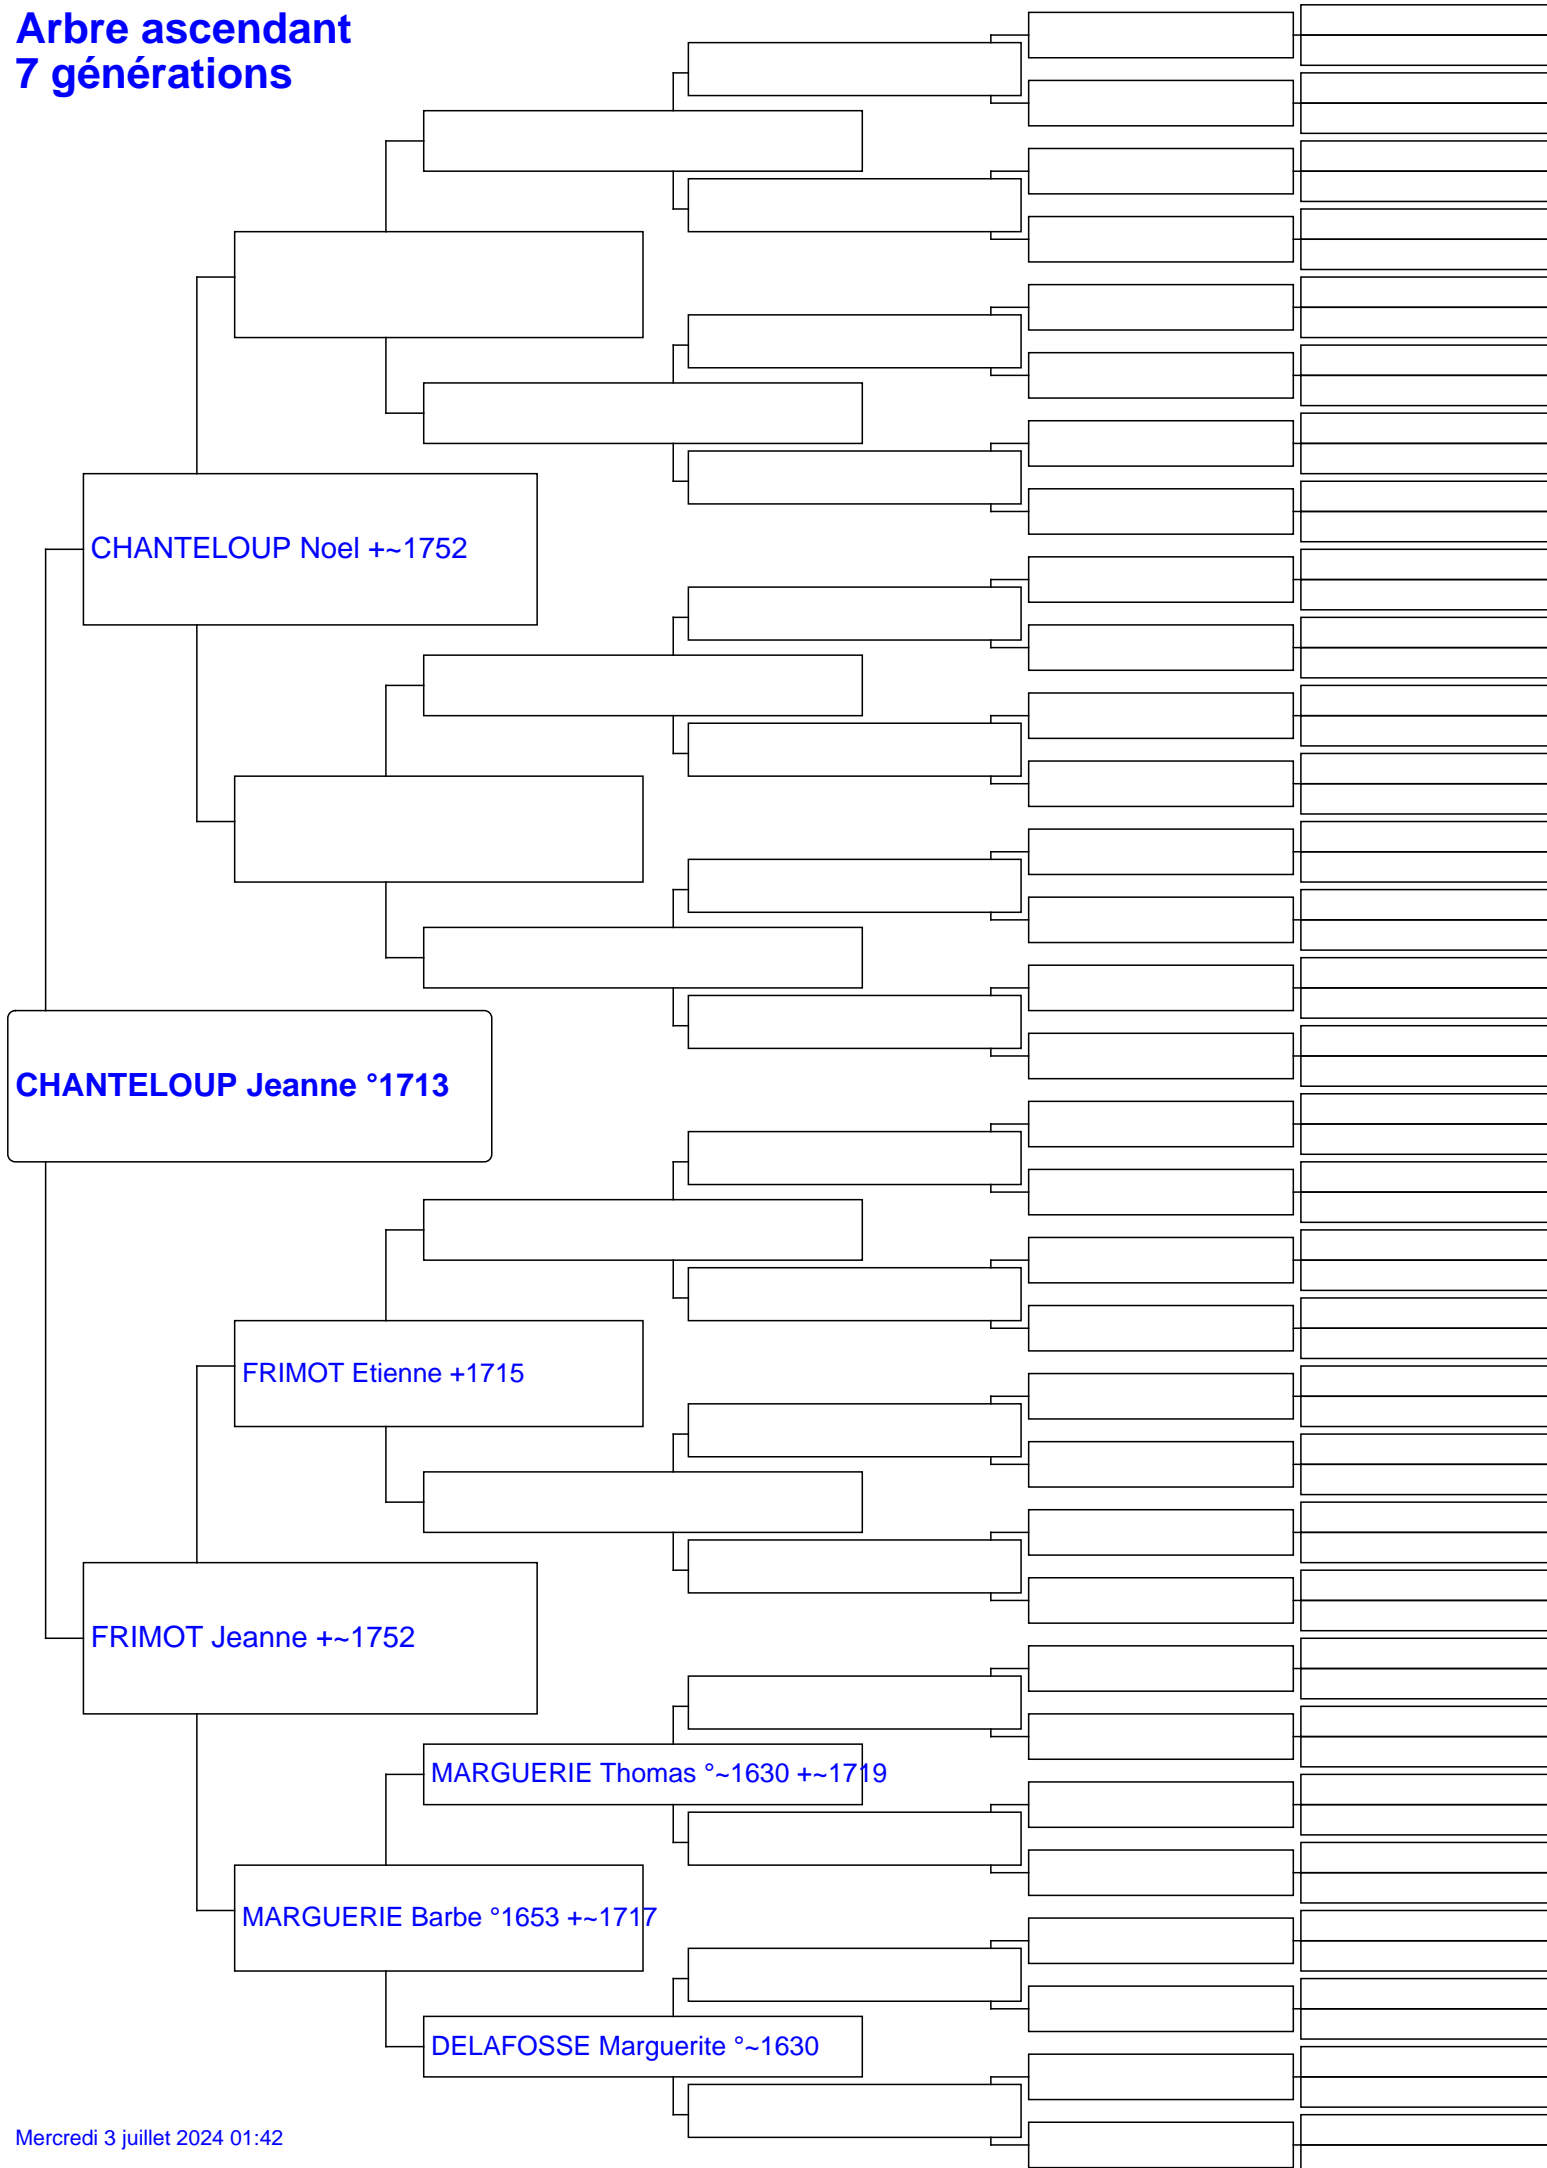 Arbre ascendant
7 générations
CHANTELOUP Noel +~1752
CHANTELOUP Jeanne °1713
FRIMOT Etienne +1715
FRIMOT Jeanne +~1752
MARGUERIE Thomas °~1630 +~1719
MARGUERIE Barbe °1653 +~1717
DELAFOSSE Marguerite °~1630
Mercredi 3 juillet 2024 01:42